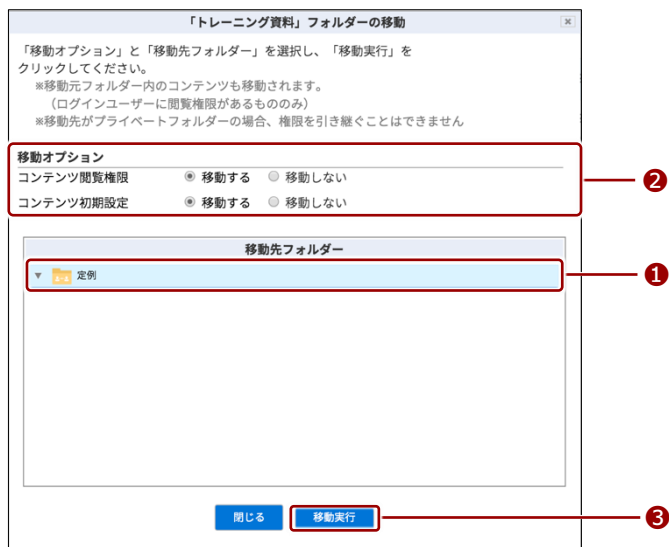 「トレーニング資料」フォルダーの移動
「移動オプション」と「移動先フォルダー」を選択し、「移動実行」を
クリックしてください。
※移動元フォルダー内のコンテンツも移動されます。
（ログインユーザーに閲覧権限があるもののみ）
※移動先がプライベートフォルダーの場合、権限を引き継ぐことはできません
移動オプション
コンテンツ閲覧権限 移動する 移動しない
コンテンツ初期設定 移動する 移動しない
❷
移動先フォルダー
定例
❶
閉じる 移動実行
❸